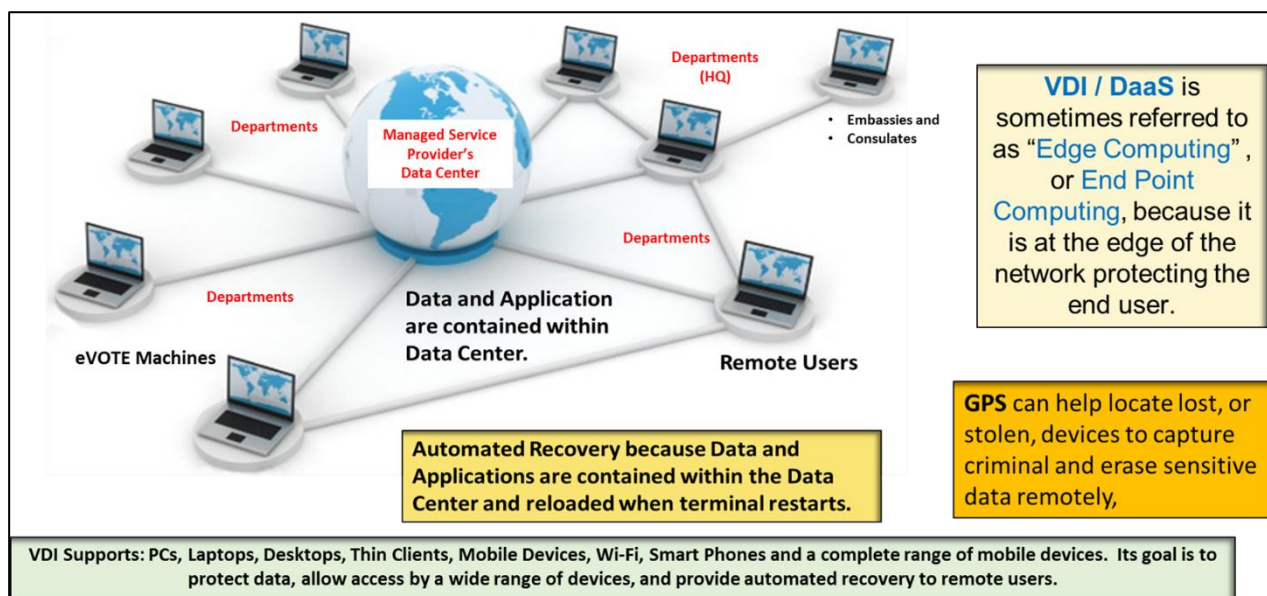 Departments
(HQ)
Departments
Managed Service
Provider's
Data Center
• Embassies and
• Consulates
Departments
Departments
Data and Application
are contained within
Data Center.
eVOTE Machines
Remote Users
VDI / DaaS is
sometimes referred to
as “Edge Computing” ,
or End Point
Computing, because it
is at the edge of the
network protecting the
end user.
GPS can help locate lost, or
stolen, devices to capture
criminal and erase sensitive
data remotely,
Automated Recovery because Data and
Applications are contained within the Data
Center and reloaded when terminal restarts.
VDI Supports: PCs, Laptops, Desktops, Thin Clients, Mobile Devices, Wi-Fi, Smart Phones and a complete range of mobile devices. Its goal is to
protect data, allow access by a wide range of devices, and provide automated recovery to remote users.